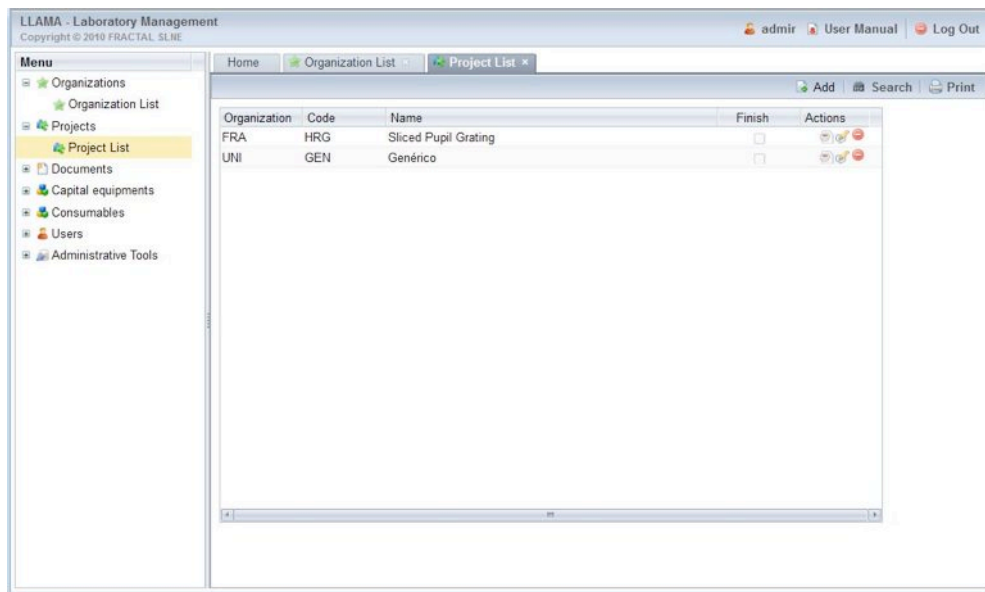 LLAMA - Laboratory Management
Copyright © 2010 FRACTAL SLNE
admir
User Manual
Log Out
Menu
Organizations
Organization List
Projects
Project List
Documents
Capital equipments
Consumables
Users
Administrative Tools
Home
Organization List
Project List
Add
Search
Print
Organization Code Name Finish Actions
FRA HRG Sliced Pupil Grating
UNI GEN Genérico